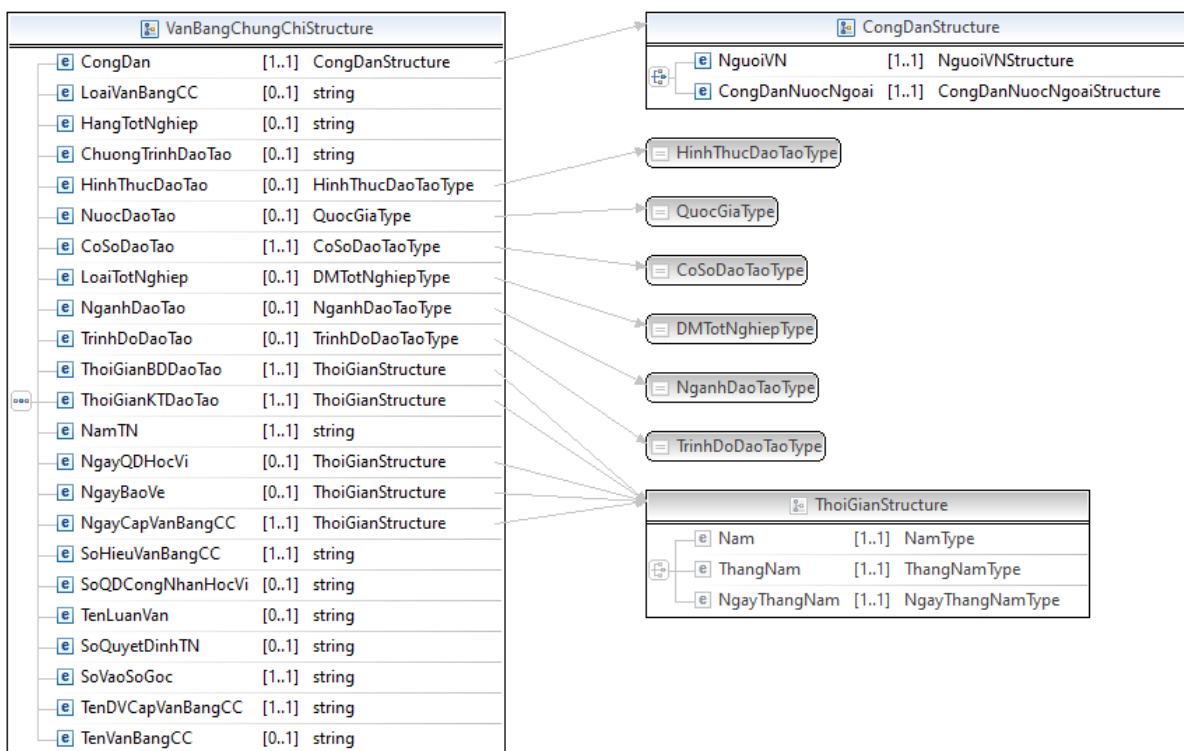 VanBangChungChiStructure
CongDan [1..1] CongDanStructure
LoaiVanBangCC [0..1] string
HangTotNghiep [0..1] string
ChuongTrinhDaoTao [0..1] string
HinhThucDaoTao [0..1] HinhThucDaoTaoType
NuocDaoTao [0..1] QuocGiaType
CoSoDaoTao [1..1] CoSoDaoTaoType
LoaiTotNghiep [0..1] DMTotNghiepType
NganhDaoTao [0..1] NganhDaoTaoType
TrinhDoDaoTao [0..1] TrinhDoDaoTaoType
ThoiGianBDDaoTao [1..1] ThoiGianStructure
ThoiGianKTDaoTao [1..1] ThoiGianStructure
NamTN [1..1] string
NgayQDHocVi [0..1] ThoiGianStructure
NgayBaoVe [0..1] ThoiGianStructure
NgayCapVanBangCC [1..1] ThoiGianStructure
SoHieuVanBangCC [1..1] string
SoQDCongNhanHocVi [0..1] string
TenLuanVan [0..1] string
SoQuyetDinhTN [0..1] string
SoVaoSoGoc [1..1] string
TenDVCapVanBangCC [1..1] string
TenVanBangCC [0..1] string
CongDanStructure
NguoiVN [1..1] NguoiVNStructure
CongDanNuocNgoai [1..1] CongDanNuocNgoaiStructure
HinhThucDaoTaoType
QuocGiaType
CoSoDaoTaoType
DMTotNghiepType
NganhDaoTaoType
TrinhDoDaoTaoType
ThoiGianStructure
Nam [1..1] NamType
ThangNam [1..1] ThangNamType
NgayThangNam [1..1] NgayThangNamType